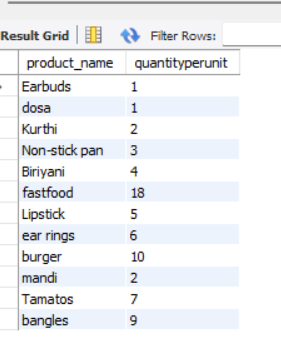 Result Grid Filter Rows:
product_name quantityperunit
Earbuds 1
dosa 1
Kurthi 2
Non-stick pan 3
Biriyani 4
fastfood 18
Lipstick 5
ear rings 6
burger 10
mandi 2
Tamatos 7
bangles 9